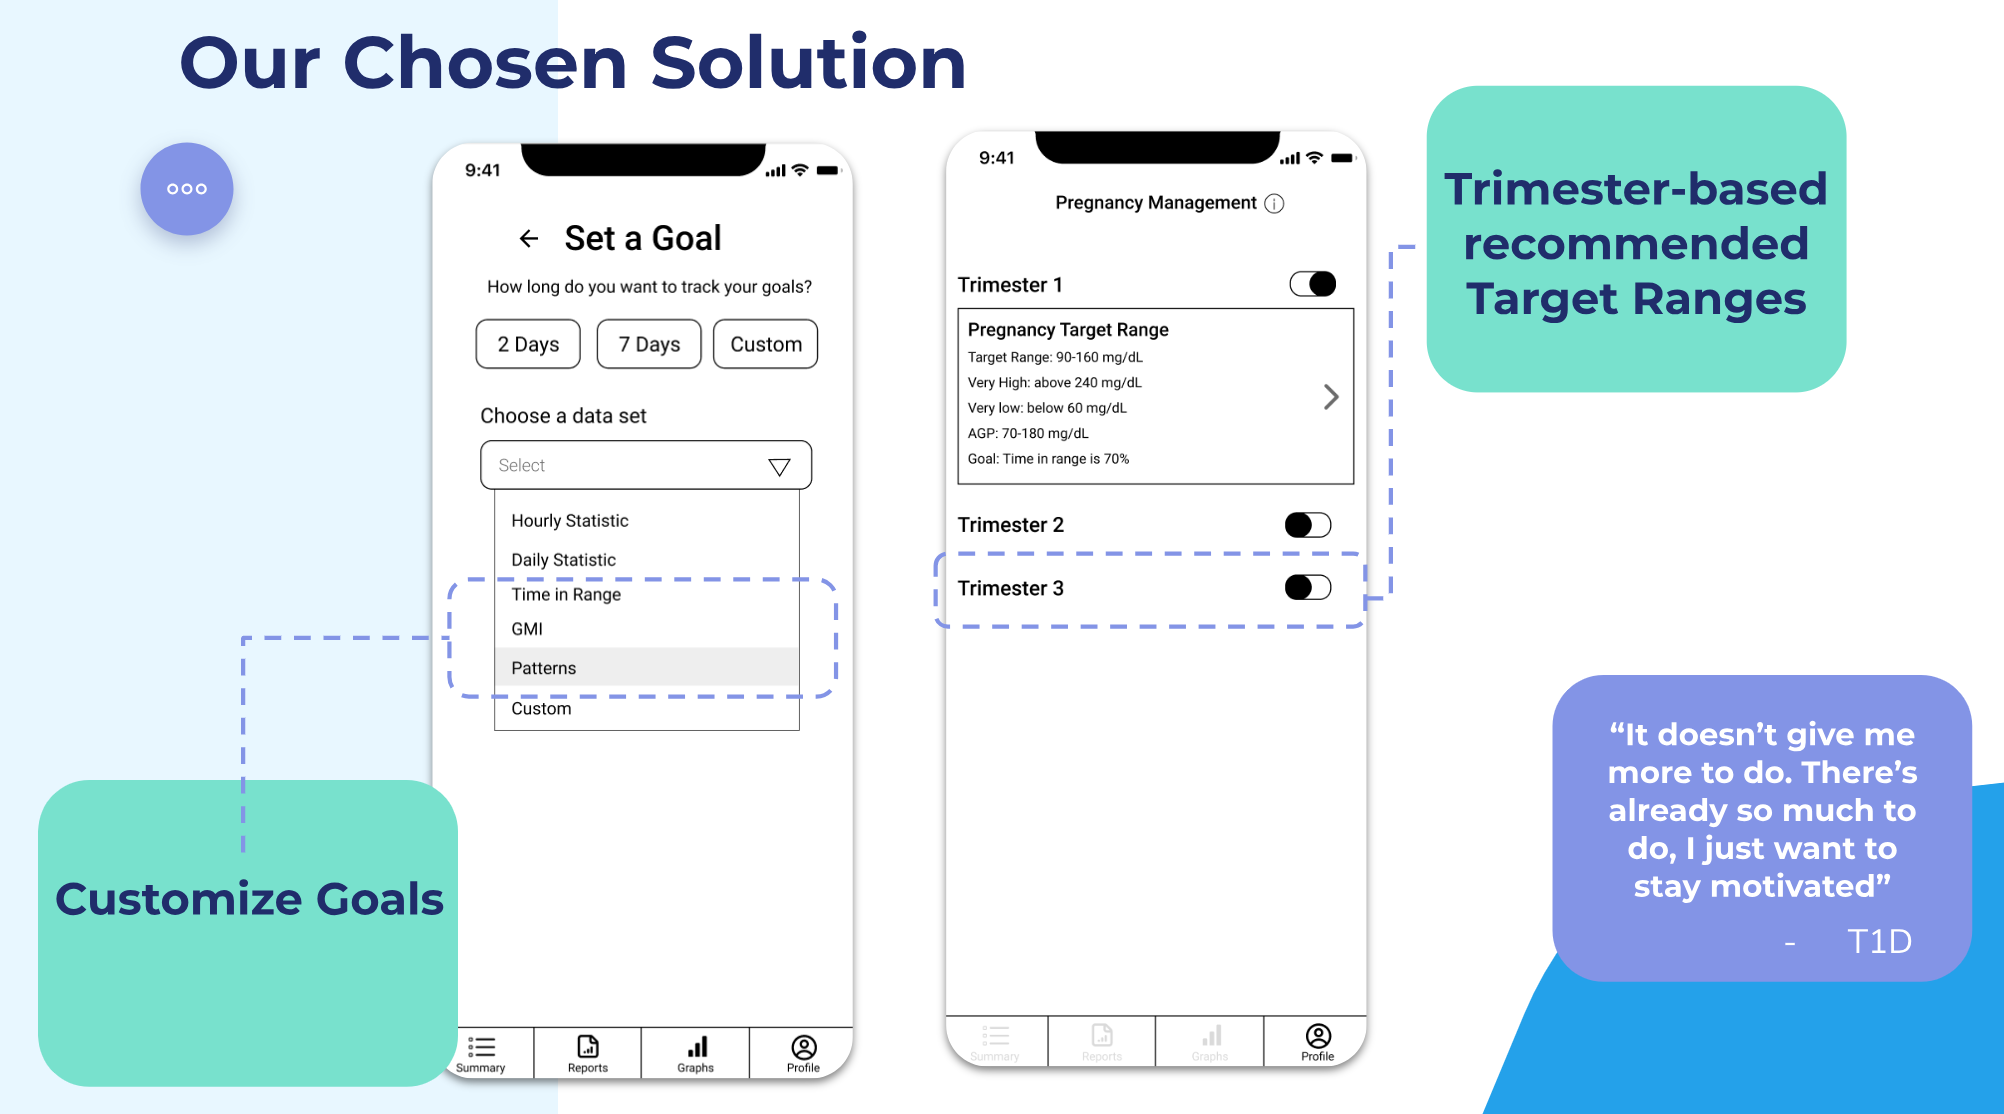 Our Chosen Solution
9:41
Set a Goal
How long do you want to track your goals?
2 Days
7 Days
Custom
Choose a data set
Select
Hourly Statistic
Daily Statistic
Time in Range
GMI
Patterns
Custom
Summary
Reports
Graphs
Profile
Customize Goals
9:41
Pregnancy Management
Trimester 1
Pregnancy Target Range
Target Range: 90-160 mg/dL
Very High: above 240 mg/dL
Very low: below 60 mg/dL
AGP: 70-180 mg/dL
Goal: Time in range is 70%
Trimester 2
Trimester 3
Summary
Reports
Graphs
Profile
Trimester-based
recommended
Target Ranges
“It doesn’t give me
more to do. There’s
already so much to
do, I just want to
stay motivated”
- T1D